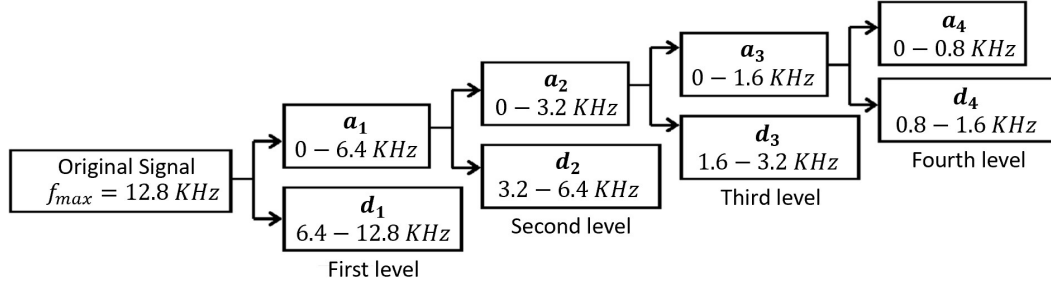 Original Signal
f_max = 12.8 KHz
a_1
0 − 6.4 KHz
d_1
6.4 − 12.8 KHz
First level
a_2
0 − 3.2 KHz
d_2
3.2 − 6.4 KHz
Second level
a_3
0 − 1.6 KHz
d_3
1.6 − 3.2 KHz
Third level
a_4
0 − 0.8 KHz
d_4
0.8 − 1.6 KHz
Fourth level